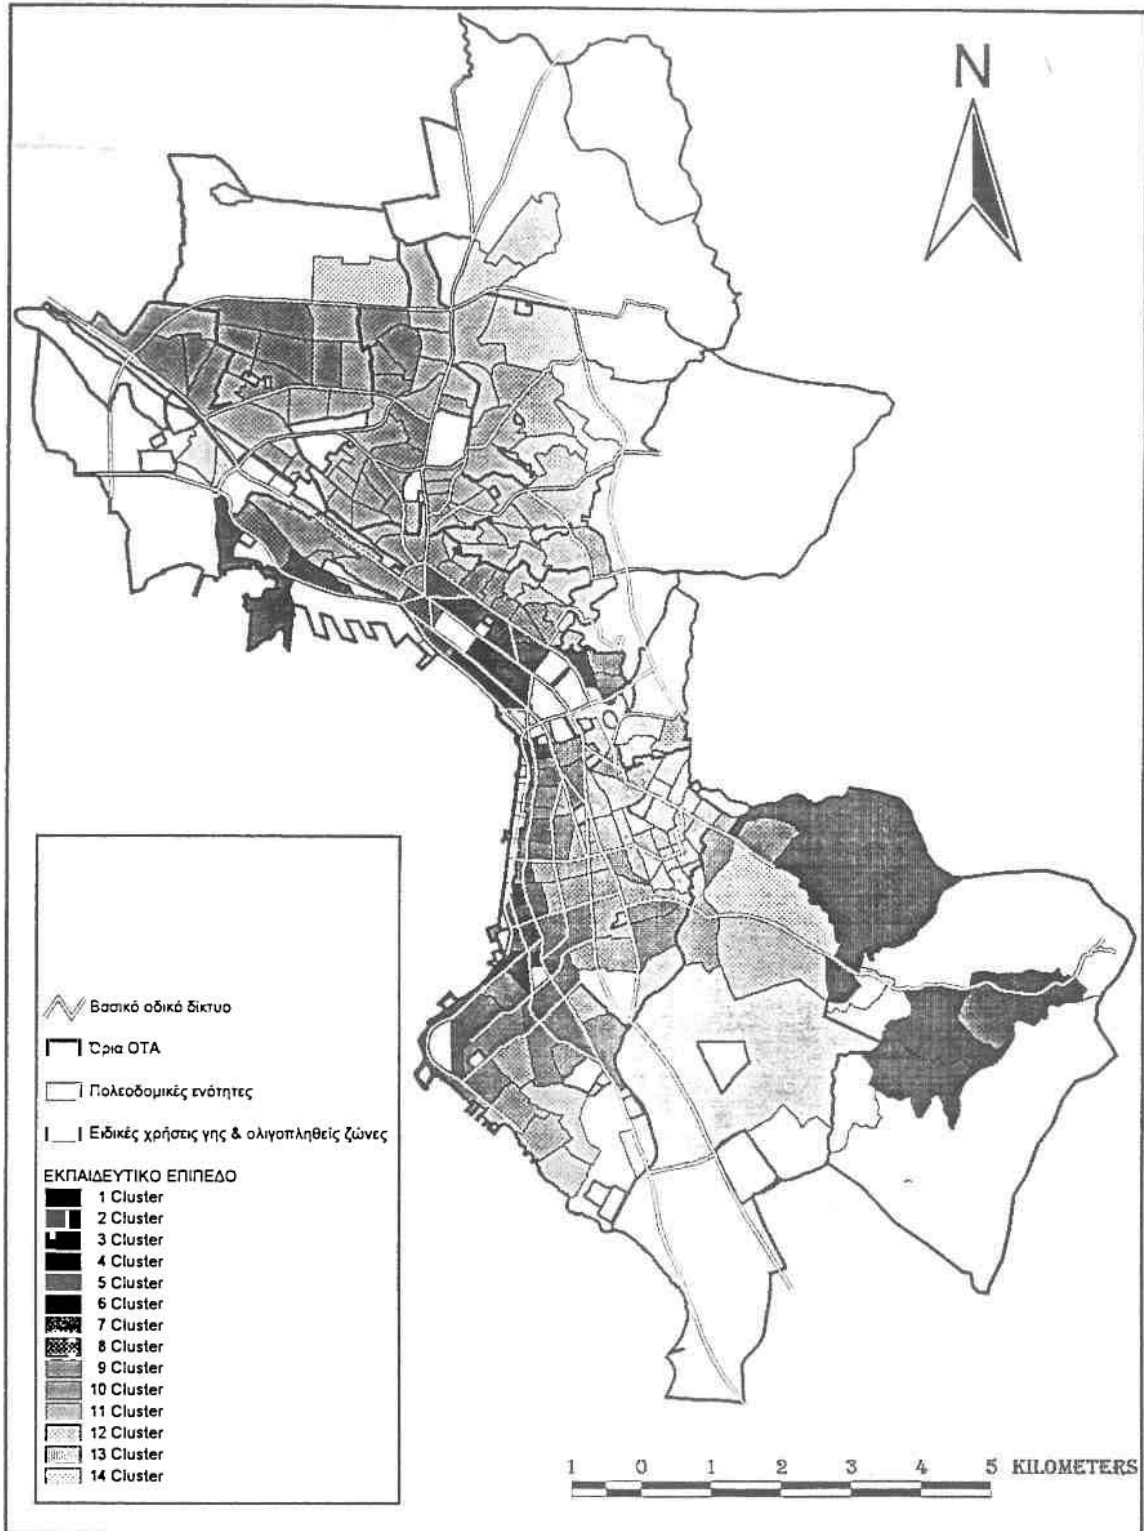 N
Βασικό οδικό δίκτυο
Όρια ΟΤΑ
Πολεοδομικές ενότητες
Ειδικές χρήσεις γης & ολιγοπληθείς ζώνες
ΕΚΠΑΙΔΕΥΤΙΚΟ ΕΠΙΠΕΔΟ
1 Cluster
2 Cluster
3 Cluster
4 Cluster
5 Cluster
6 Cluster
7 Cluster
8 Cluster
9 Cluster
10 Cluster
11 Cluster
12 Cluster
13 Cluster
14 Cluster
1 0 1 2 3 4 5 KILOMETERS